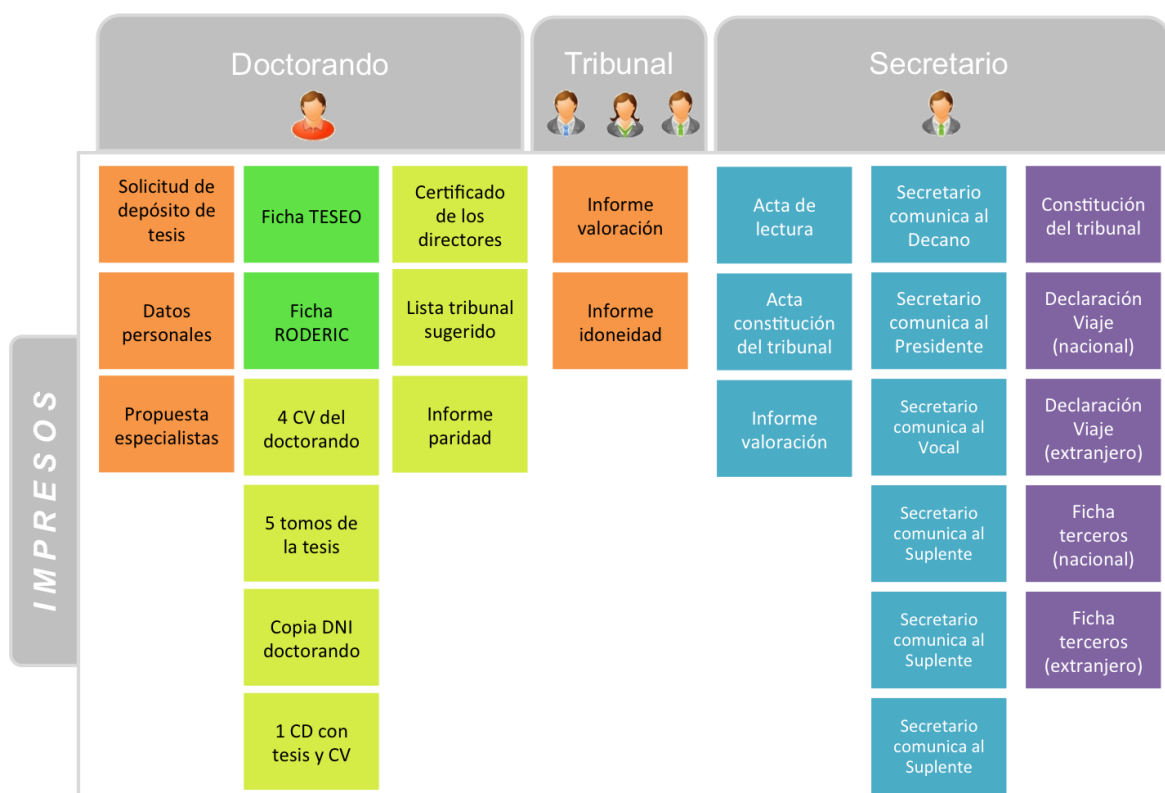 Doctorando
Tribunal
Secretario
IMPRESOS
Solicitud de
depósito de
tesis
Datos
personales
Propuesta
especialistas
Ficha TESEO
Ficha
RODERIC
4 CV del
doctorando
5 tomos de
la tesis
Copia DNI
doctorando
1 CD con
tesis y CV
Certificado
de los
directores
Lista tribunal
sugerido
Informe
paridad
Informe
valoración
Informe
idoneidad
Acta de
lectura
Acta
constitución
del tribunal
Informe
valoración
Secretario
comunica al
Decano
Secretario
comunica al
Presidente
Secretario
comunica al
Vocal
Secretario
comunica al
Suplente
Secretario
comunica al
Suplente
Secretario
comunica al
Suplente
Constitución
del tribunal
Declaración
Viaje
(nacional)
Declaración
Viaje
(extranjero)
Ficha
terceros
(nacional)
Ficha
terceros
(extranjero)